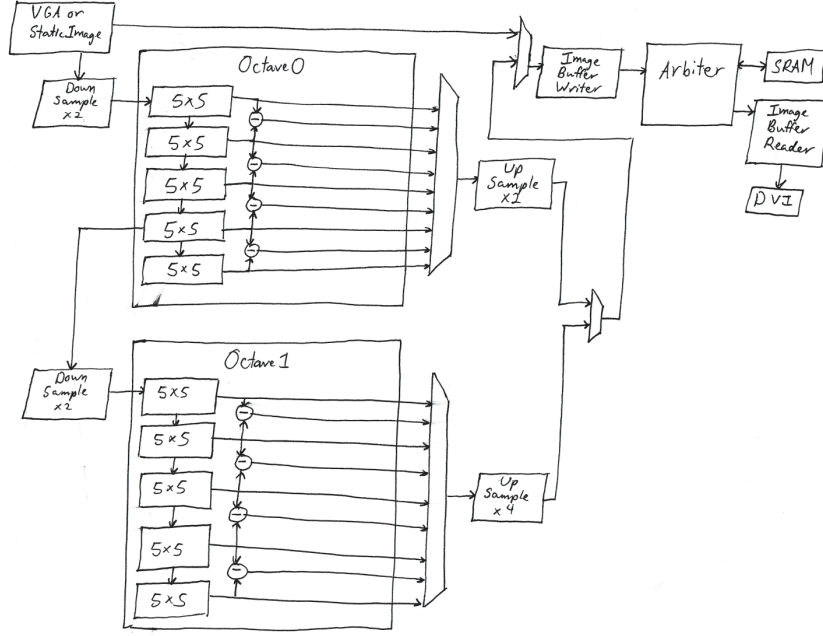 VGA or
Static Image
Down
Sample
x2
Octave 0
5x5
5x5
5x5
5x5
5x5
-
-
-
-
Up
Sample
x1
Image
Buffer
Writer
Arbiter
SRAM
Image
Buffer
Reader
DVI
Down
Sample
x2
Octave 1
5x5
5x5
5x5
5x5
5x5
-
-
-
-
Up
Sample
x4